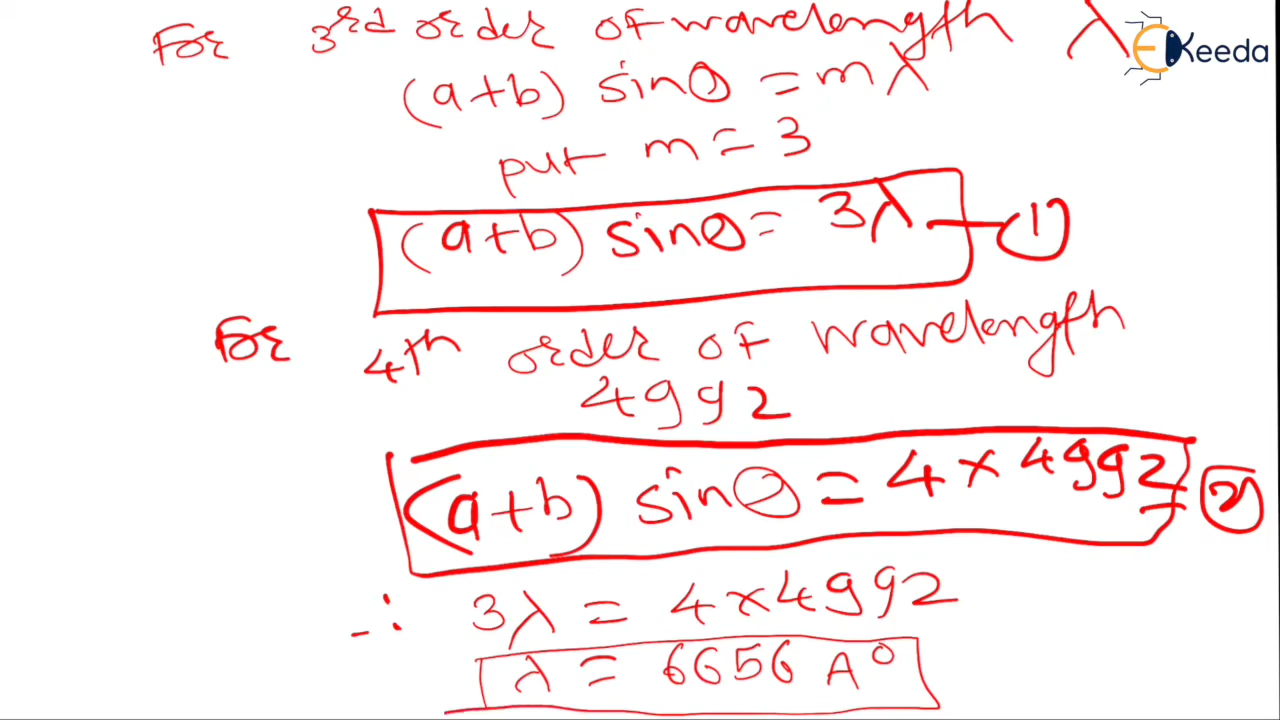 For 3rd order of wavelength λ
EKeeda
(a+b) sinθ = mλ
put m = 3
(a+b) sinθ = 3λ — ①
For 4th order of wavelength
4992
(a+b) sinθ = 4 × 4992 — ②
∴ 3λ = 4×4992
λ = 6656 A°